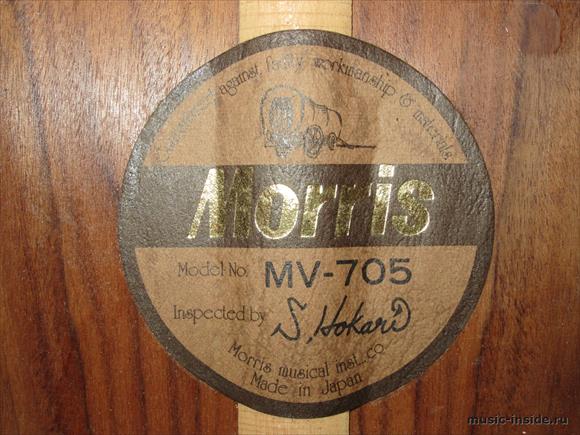 Guaranteed against faulty workmanship & materials
Morris
Model No. MV-705
Inspected by S. Hokari
Morris musical inst., co
Made in Japan
music-inside.ru